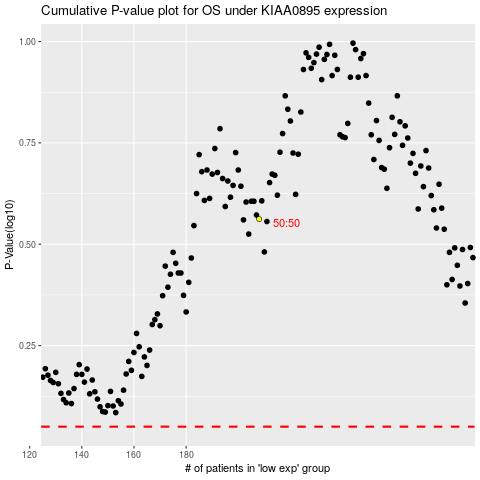 Cumulative P-value plot for OS under KIAA0895 expression
P-Value(log10)
1.00
0.75
0.50
0.25
50:50
120 140 160 180
# of patients in 'low exp' group